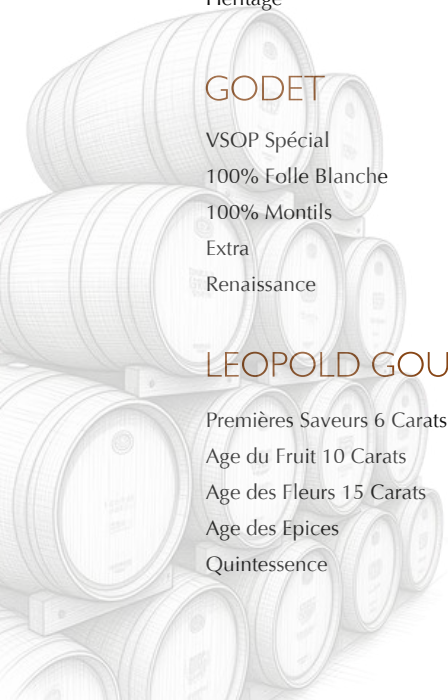 Héritage
GODET
VSOP Spécial
100% Folle Blanche
100% Montils
Extra
Renaissance
LEOPOLD GOU
Premières Saveurs 6 Carats
Age du Fruit 10 Carats
Age des Fleurs 15 Carats
Age des Epices
Quintessence